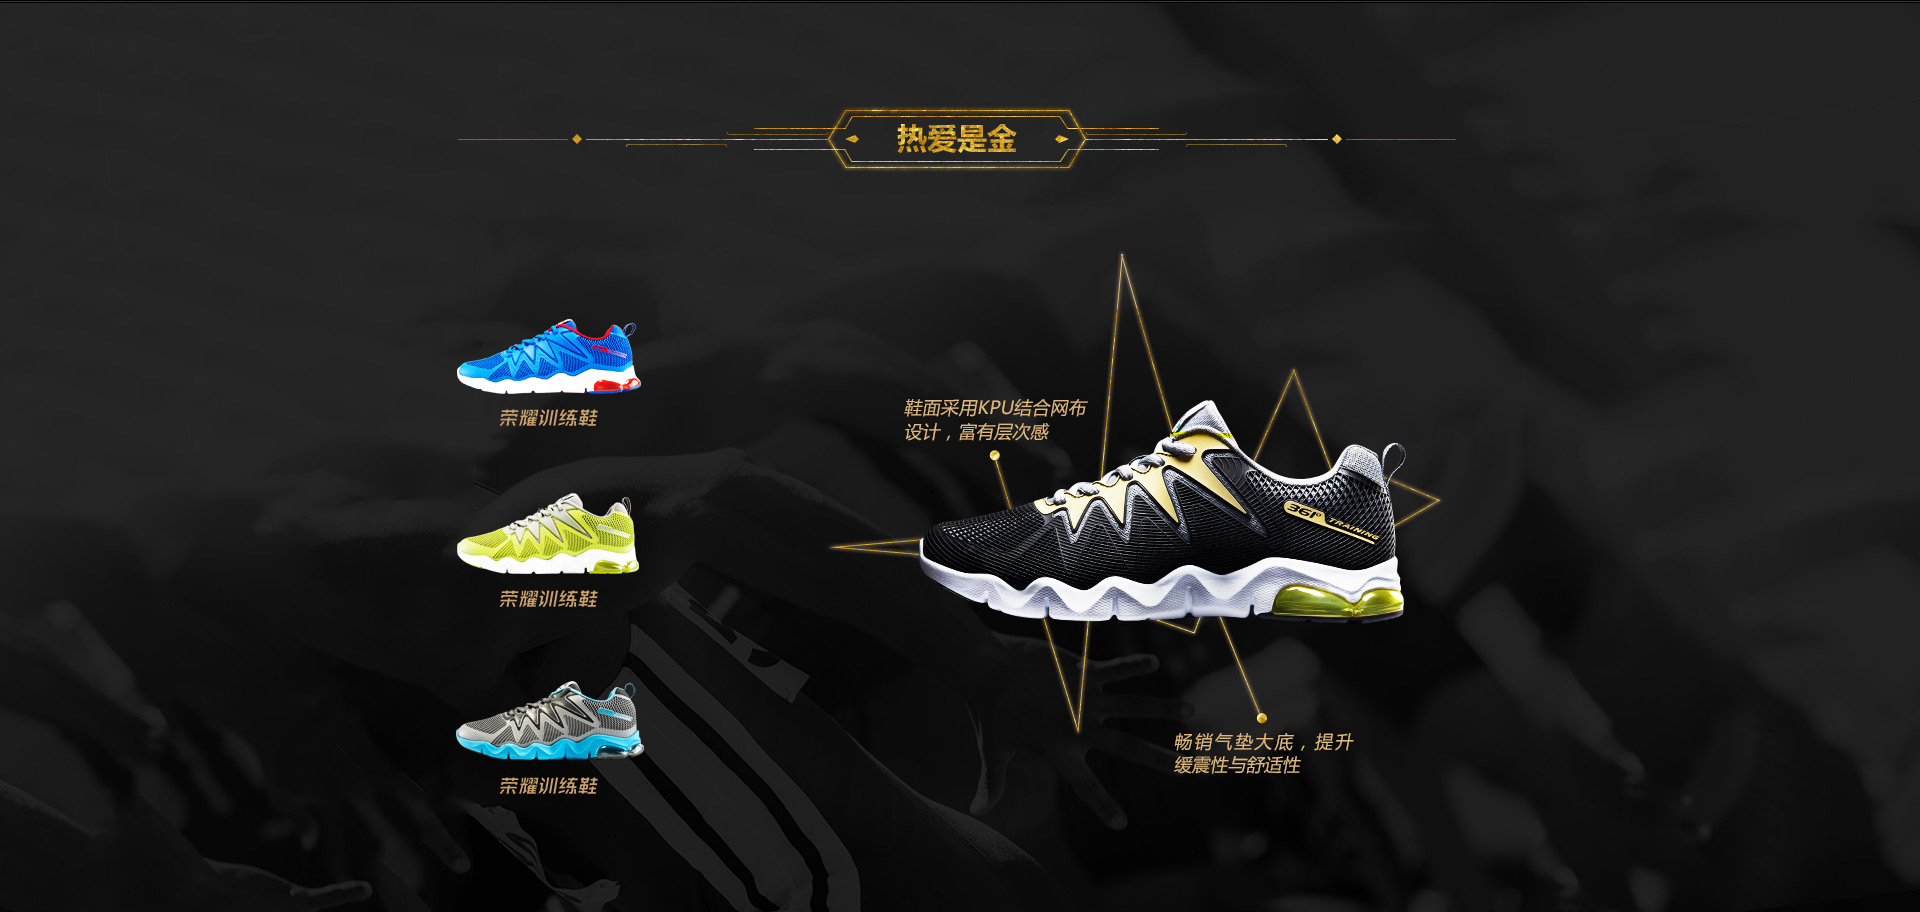 热爱是金
荣耀训练鞋
荣耀训练鞋
荣耀训练鞋
鞋面采用KPU结合网布
设计，富有层次感
361° TRAINING
畅销气垫大底，提升
缓震性与舒适性